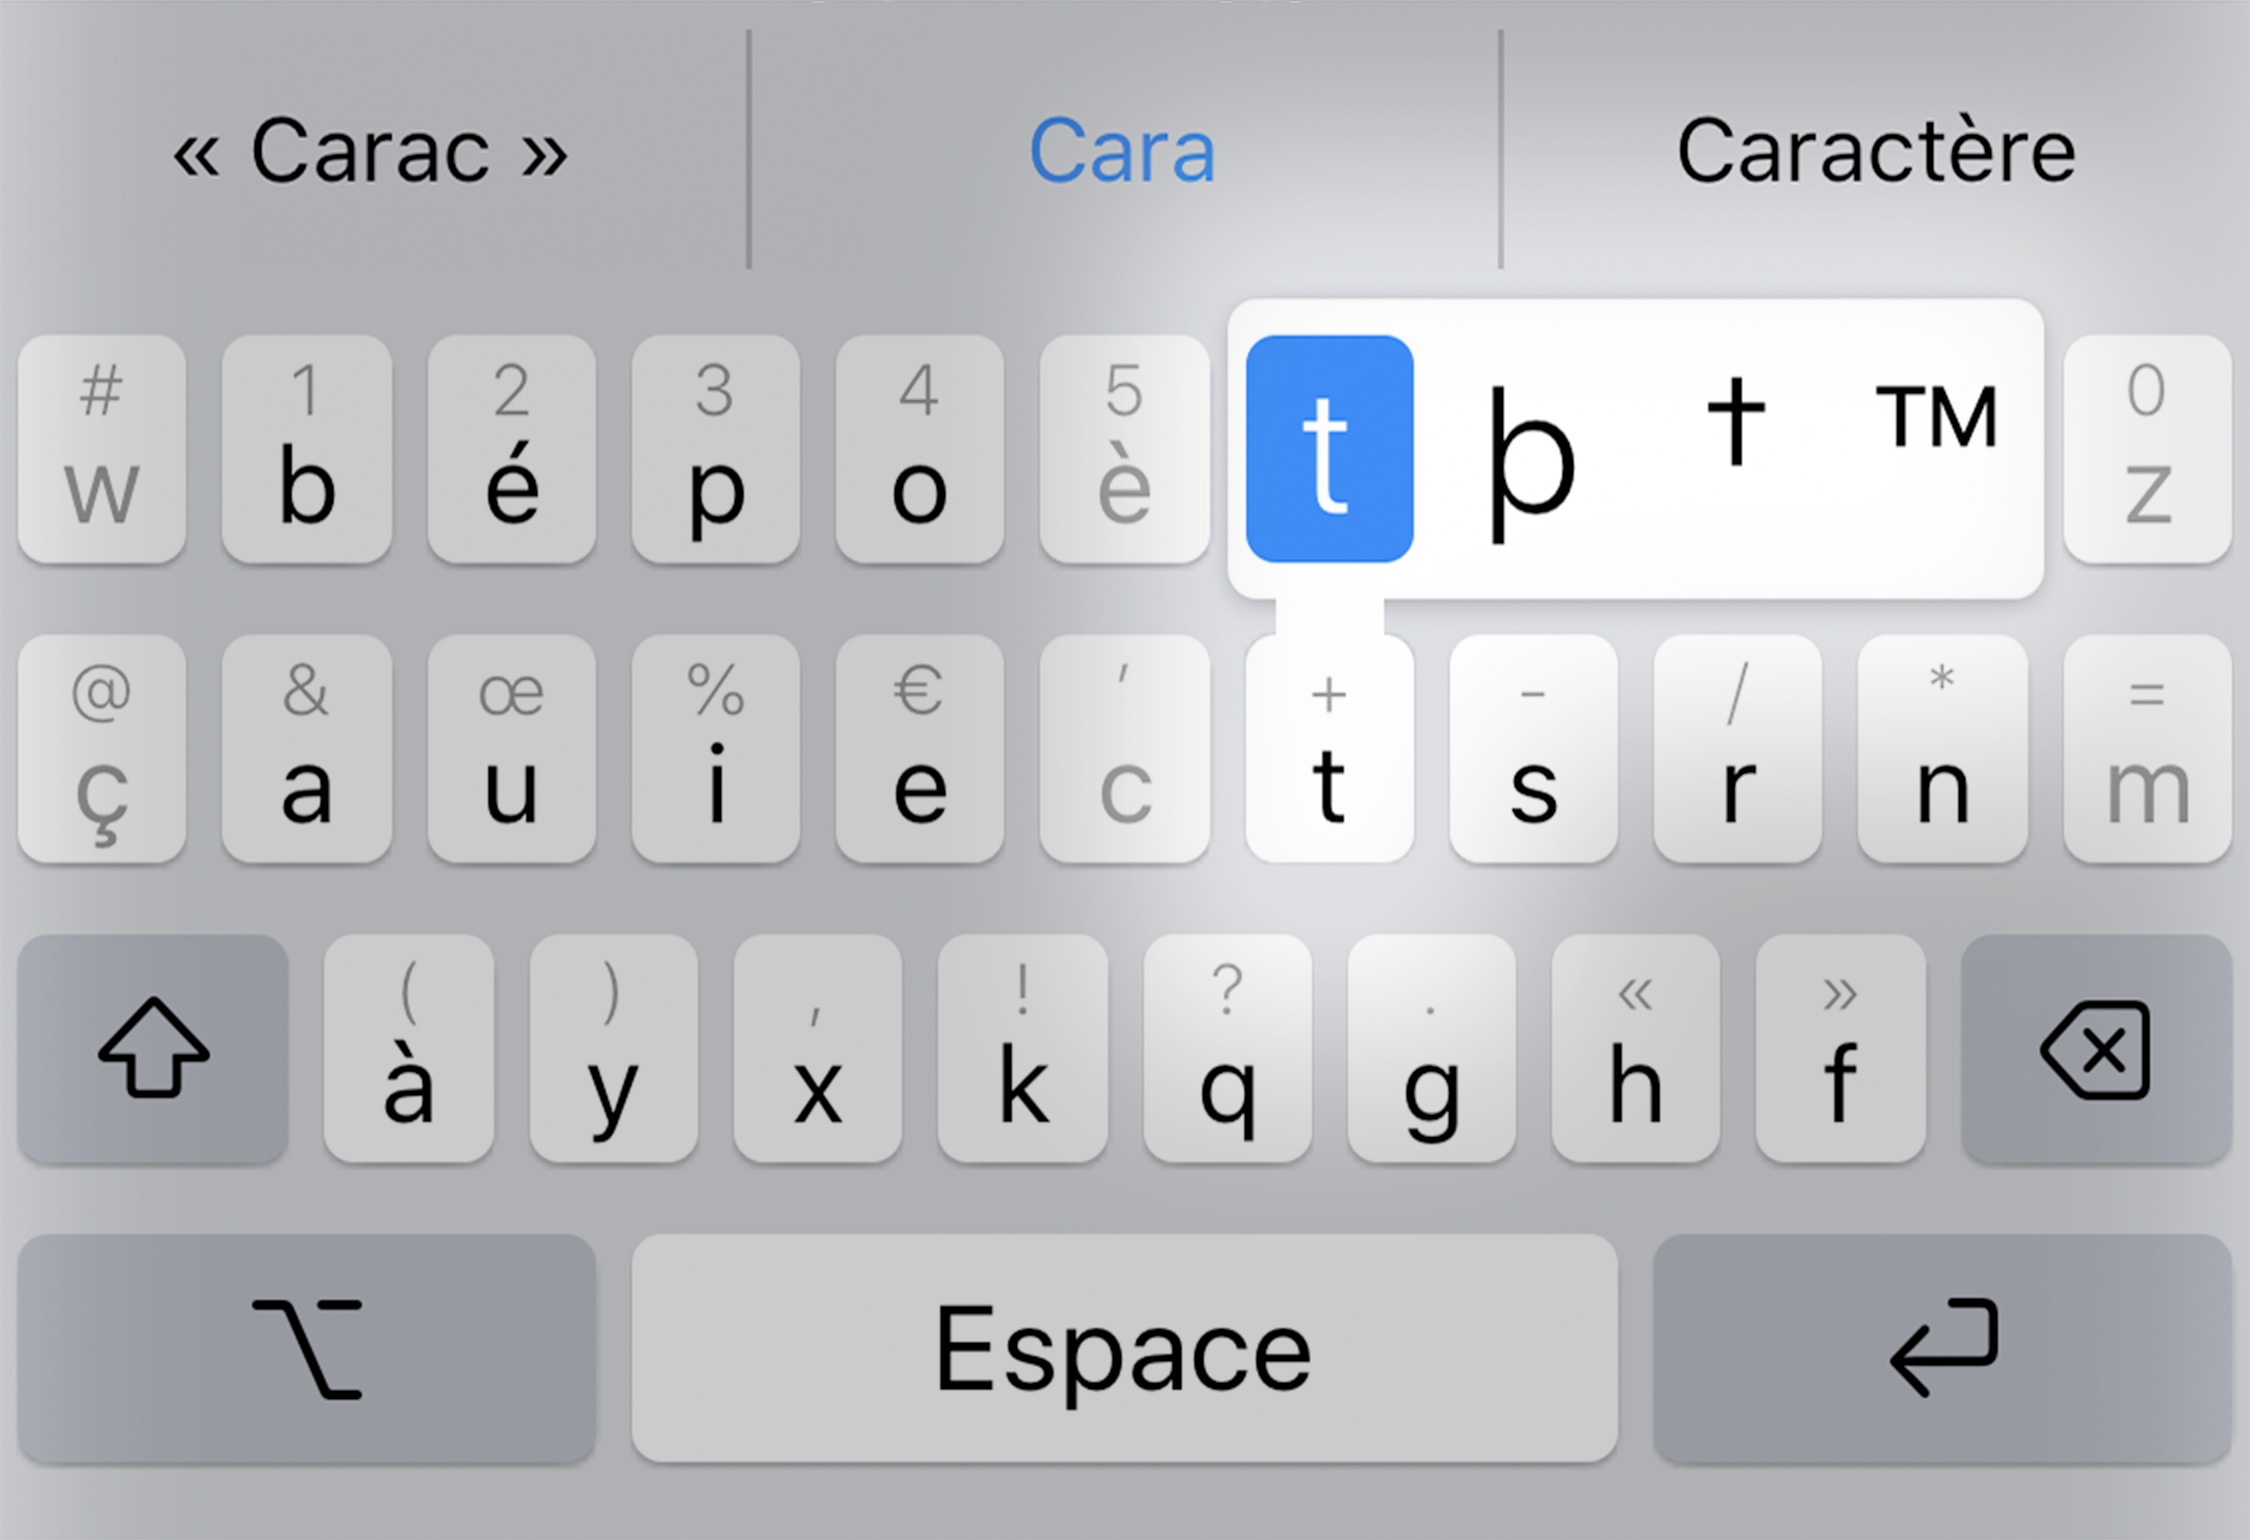 « Carac » Cara Caractère
# 1 2 3 4 5 0
w b é p o è t þ † ™ z
@ & œ % € ' + - / * =
ç a u i e c t s r n m
( ) , ! ? . « »
à y x k q g h f
Espace